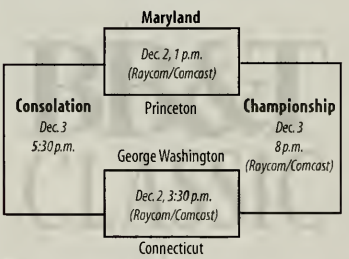 Maryland
Dec. 2, 1 p.m.
(Raycom/Comcast)
Princeton
Consolation
Dec. 3
5:30 p.m.
Championship
Dec. 3
8 p.m.
(Raycom/Comcast)
George Washington
Dec. 2, 3:30 p.m.
(Raycom/Comcast)
Connecticut